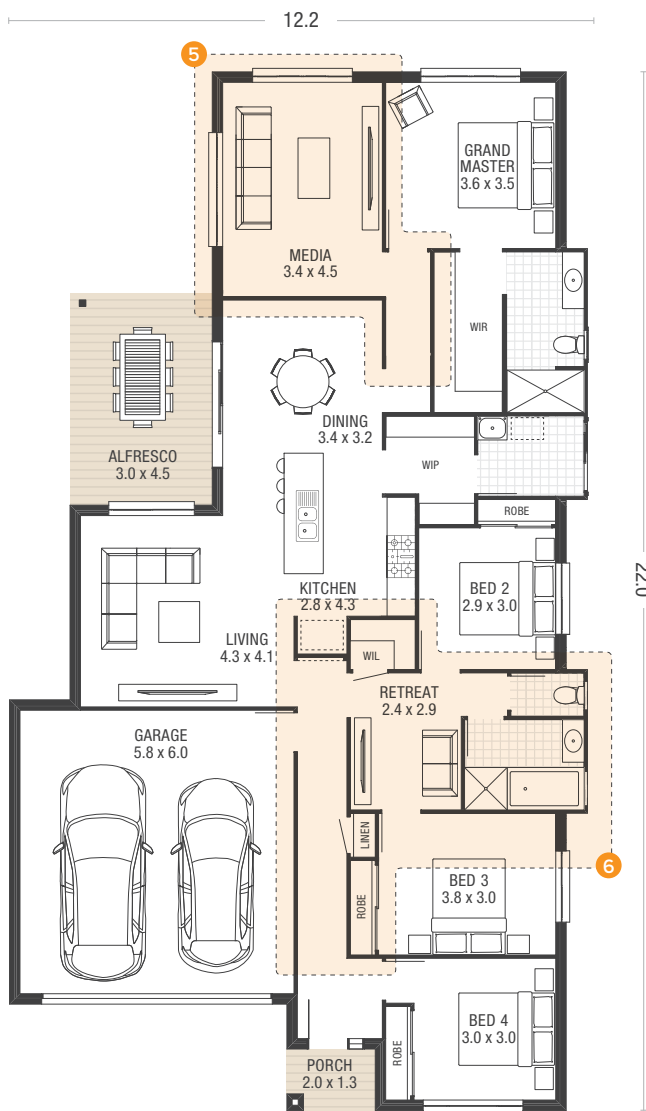 12.2
5
GRAND
MASTER
3.6 x 3.5
MEDIA
3.4 x 4.5
WIR
DINING
3.4 x 3.2
ALFRESCO
3.0 x 4.5
WIP
ROBE
22.0
KITCHEN
2.8 x 4.3
BED 2
2.9 x 3.0
LIVING
4.3 x 4.1
WIL
RETREAT
2.4 x 2.9
GARAGE
5.8 x 6.0
LINEN
6
BED 3
3.8 x 3.0
ROBE
BED 4
3.0 x 3.0
ROBE
PORCH
2.0 x 1.3